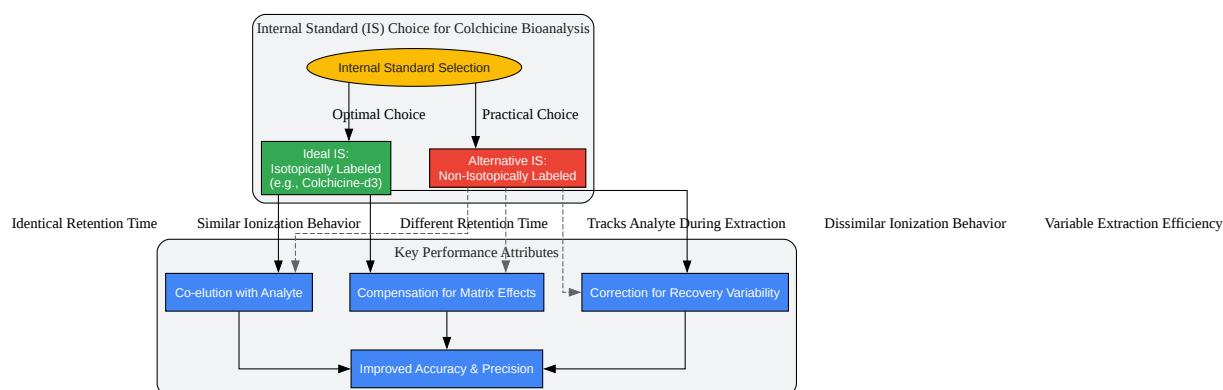 Internal Standard (IS) Choice for Colchicine Bioanalysis
Internal Standard Selection
Optimal Choice
Practical Choice
Ideal IS:
Isotopically Labeled
(e.g., Colchicine-d3)
Alternative IS:
Non-Isotopically Labeled
Identical Retention Time
Similar Ionization Behavior
Different Retention Time
Tracks Analyte During Extraction
Dissimilar Ionization Behavior
Variable Extraction Efficiency
Key Performance Attributes
Co-elution with Analyte
Compensation for Matrix Effects
Correction for Recovery Variability
Improved Accuracy & Precision